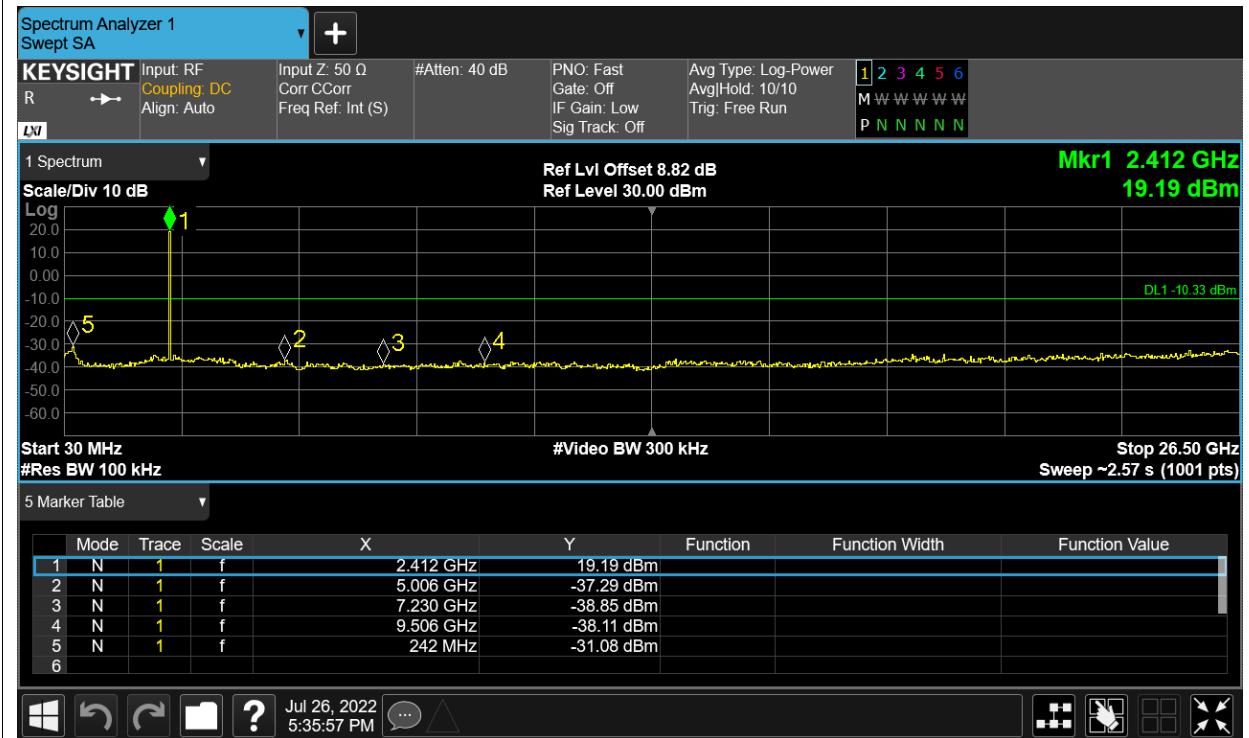 Spectrum Analyzer 1
Swept SA
+
KEYSIGHT Input: RF Input Z: 50 Ω #Atten: 40 dB PNO: Fast Avg Type: Log-Power 1 2 3 4 5 6
R Coupling: DC Corr CCorr Gate: Off Avg|Hold: 10/10 M W W W W W
Align: Auto Freq Ref: Int (S) IF Gain: Low Trig: Free Run
LXI Sig Track: Off P N N N N N
1 Spectrum Ref Lvl Offset 8.82 dB Mkr1 2.412 GHz
Scale/Div 10 dB Ref Level 30.00 dBm 19.19 dBm
Log
1
20.0
10.0
0.00
DL1 -10.33 dBm
-10.0
-20.0
5 2 3 4
-30.0
-40.0
-50.0
-60.0
Start 30 MHz #Video BW 300 kHz Stop 26.50 GHz
#Res BW 100 kHz Sweep ~2.57 s (1001 pts)
5 Marker Table
Mode Trace Scale X Y Function Function Width Function Value
1 N 1 f 2.412 GHz 19.19 dBm
2 N 1 f 5.006 GHz -37.29 dBm
3 N 1 f 7.230 GHz -38.85 dBm
4 N 1 f 9.506 GHz -38.11 dBm
5 N 1 f 242 MHz -31.08 dBm
6
? Jul 26, 2022
5:35:57 PM